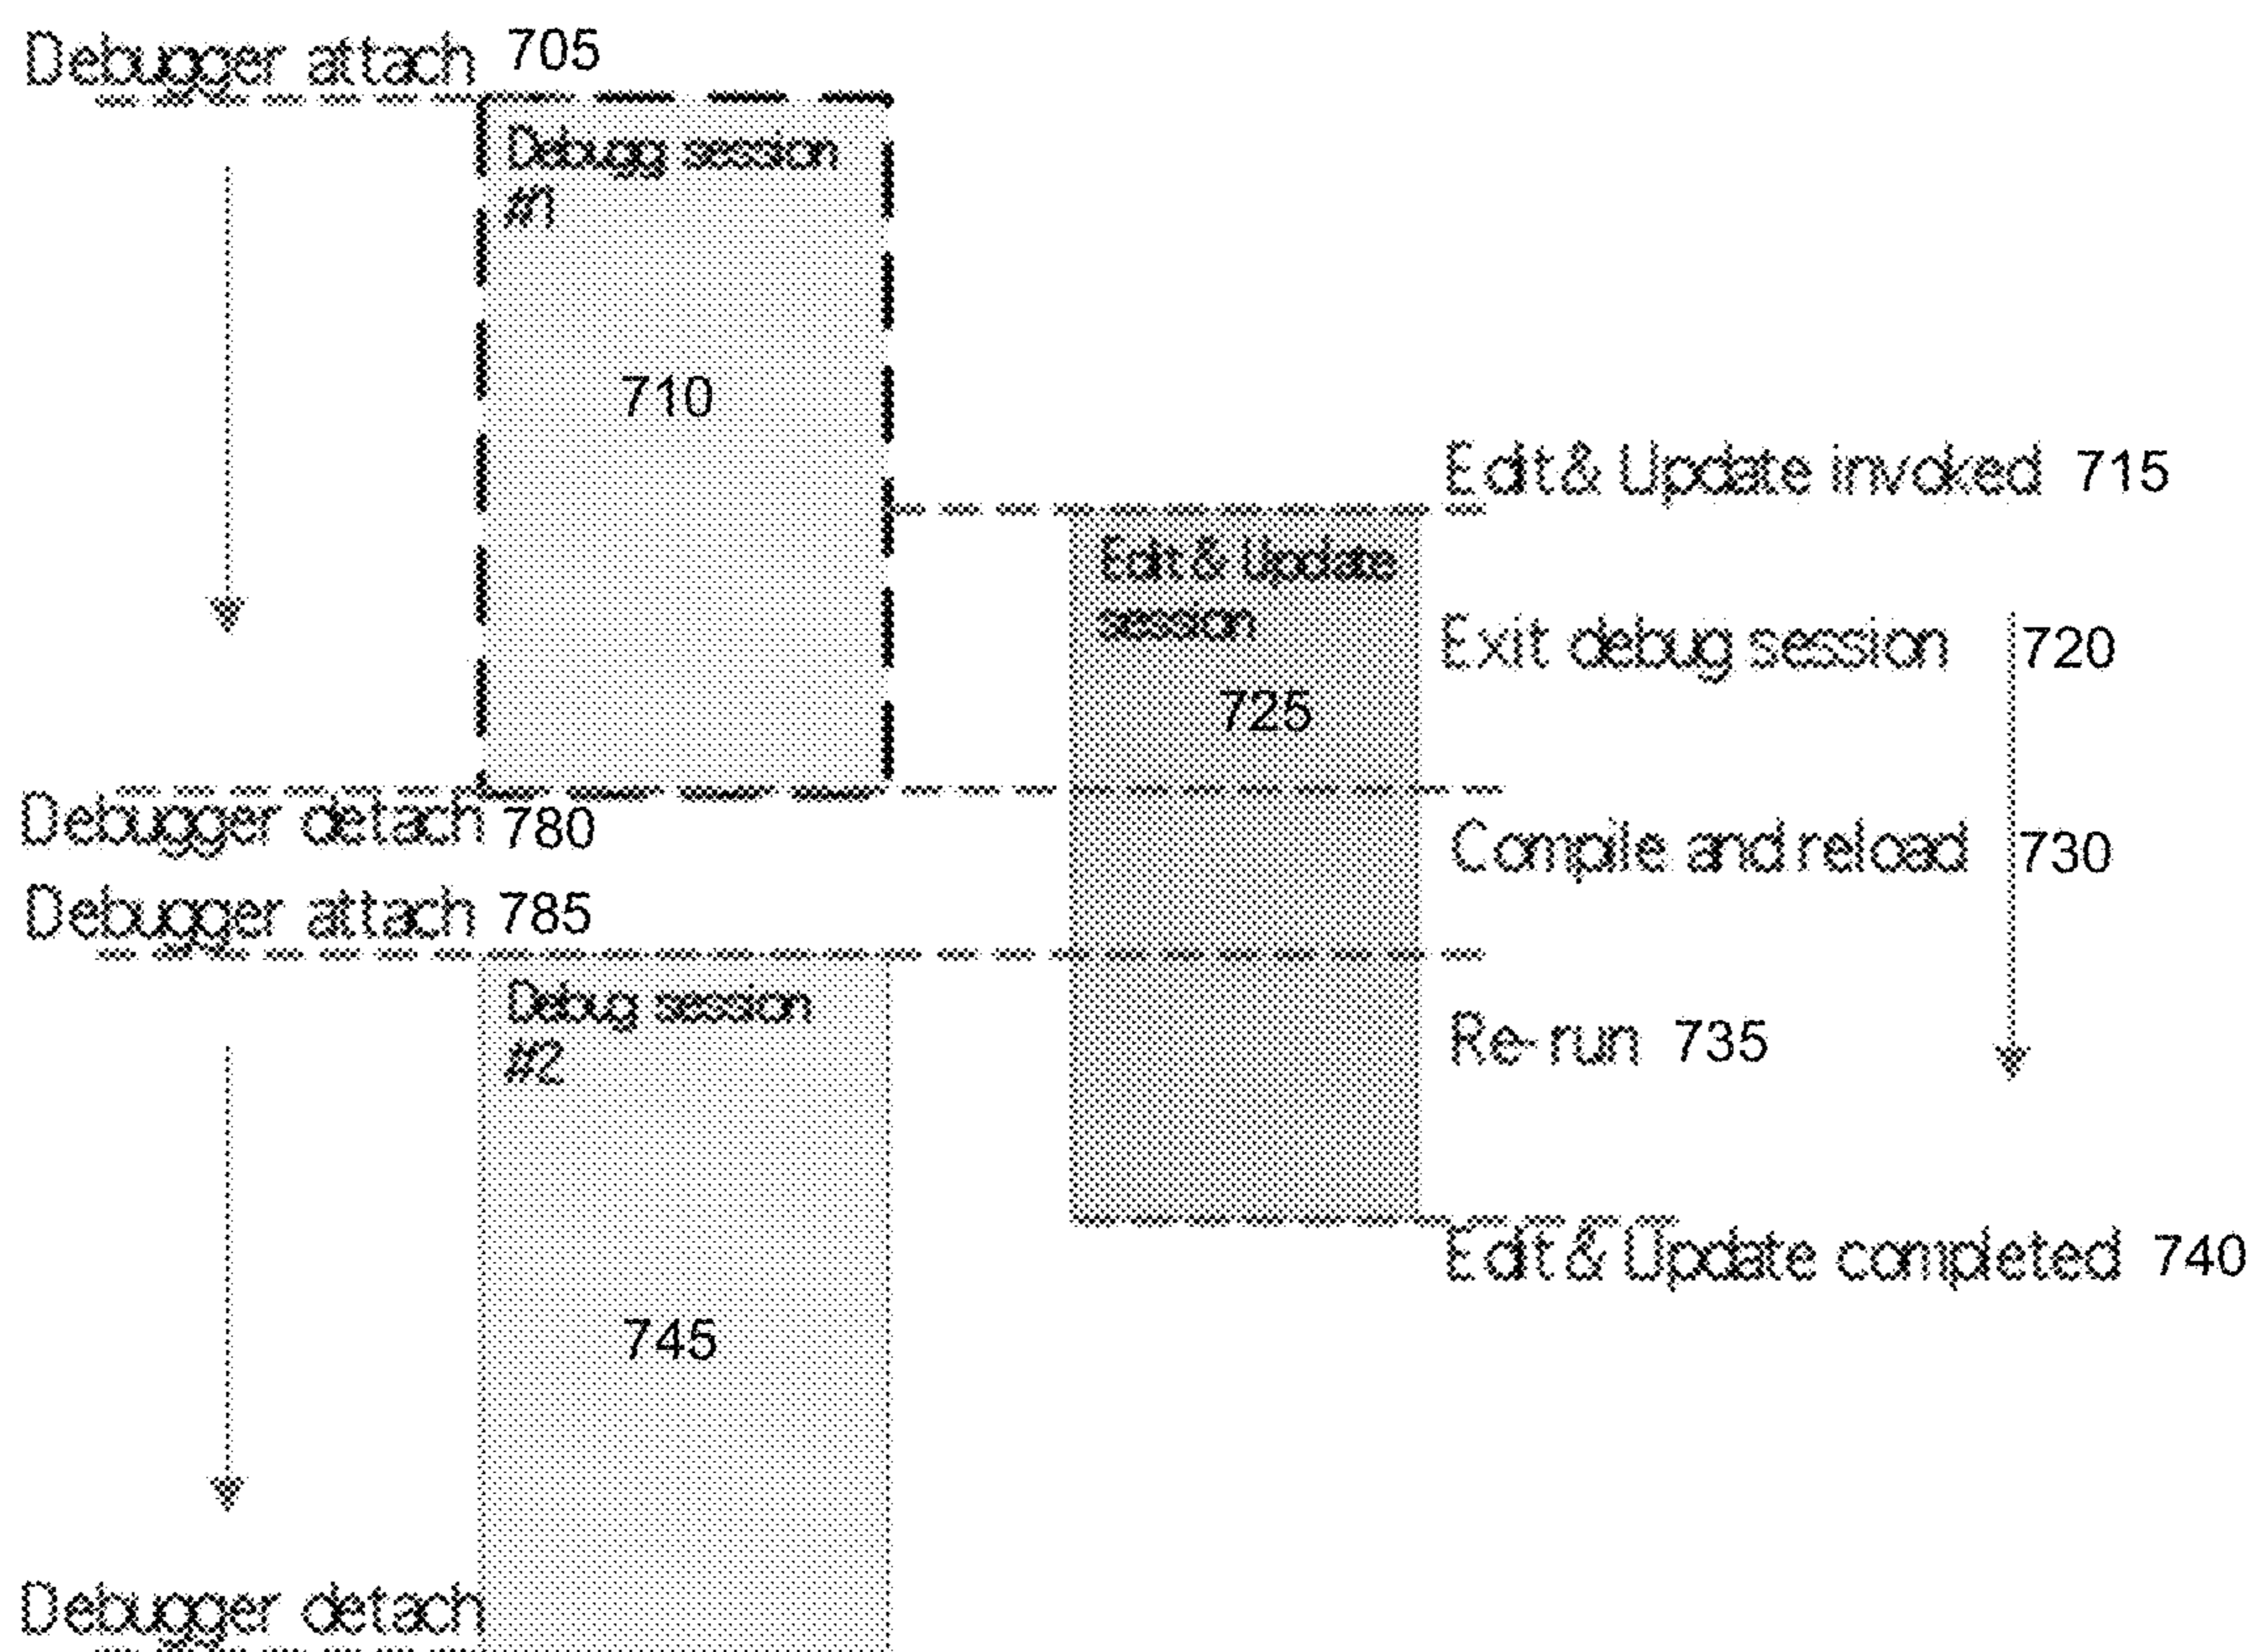 Debugger attach 705
Debugg session
#1
710
Edit & Update invoked 715
Edit & Update
session
Exit debug session 720
725
Debugger detach 780
Compile and reload 730
Debugger attach 785
Debug session
#2
Re-run 735
Edit & Update completed 740
745
Debugger detach